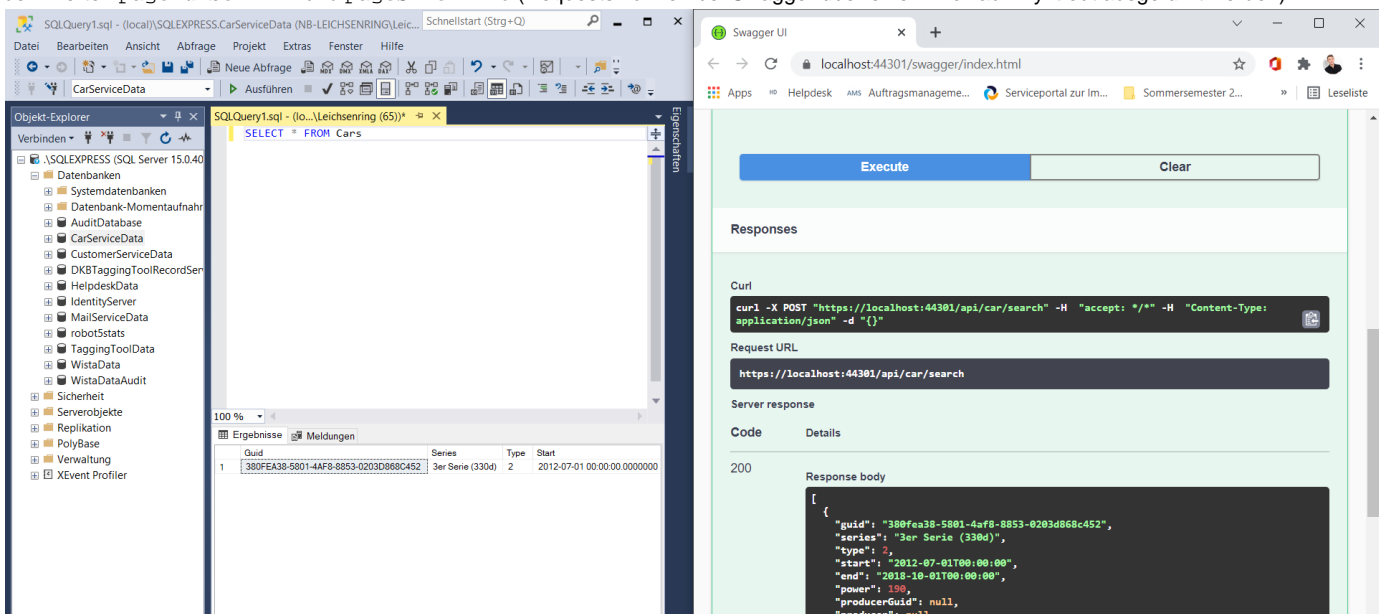 SQLQuery1.sql - (local)\SQLEXPRESS.CarServiceData (NB-LEICHSENRING\Leic...
Schnellstart (Strg+Q)
Datei Bearbeiten Ansicht Abfrage Projekt Extras Fenster Hilfe
Neue Abfrage MDX DMX XMLA DAX
CarServiceData Ausführen
Objekt-Explorer
Verbinden
.\SQLEXPRESS (SQL Server 15.0.40
Datenbanken
Systemdatenbanken
Datenbank-Momentaufnahr
AuditDatabase
CarServiceData
CustomerServiceData
DKBTaggingToolRecordServ
HelpdeskData
IdentityServer
MailServiceData
robot5stats
TaggingToolData
WistaData
WistaDataAudit
Sicherheit
Serverobjekte
Replikation
PolyBase
Verwaltung
XEvent Profiler
SQLQuery1.sql - (lo...\Leichsenring (65))*
SELECT * FROM Cars
Eigenschaften
100 %
Ergebnisse Meldungen
Guid Series Type Start
1 380FEA38-5801-4AF8-8853-0203D868C452 3er Serie (330d) 2 2012-07-01 00:00:00.0000000
Swagger UI
localhost:44301/swagger/index.html
Apps HD Helpdesk AMS Auftragsmanageme... Serviceportal zur Im... Sommersemester 2... » Leseliste
Execute Clear
Responses
Curl
curl -X POST "https://localhost:44301/api/car/search" -H "accept: */*" -H "Content-Type:
application/json" -d "{}"
Request URL
https://localhost:44301/api/car/search
Server response
Code Details
200
Response body
[
{
"guid": "380fea38-5801-4af8-8853-0203d868c452",
"series": "3er Serie (330d)",
"type": 2,
"start": "2012-07-01T00:00:00",
"end": "2018-10-01T00:00:00",
"power": 190,
"producerGuid": null,